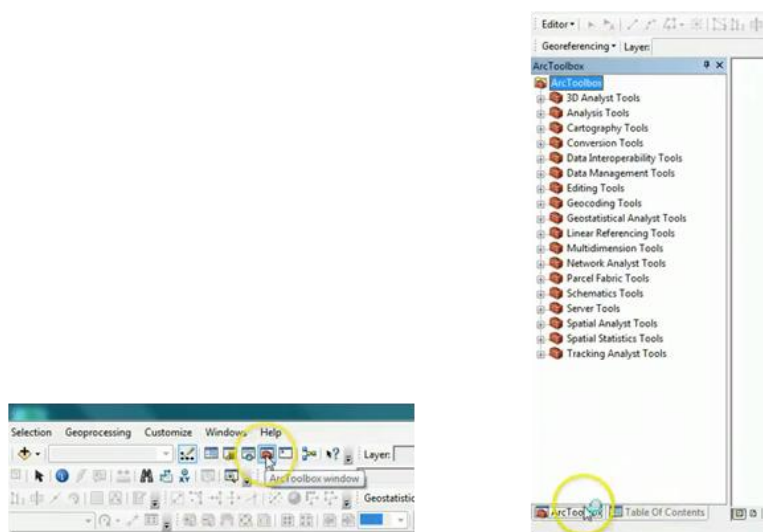 Selection Geoprocessing Customize Windows Help
Layer:
ArcToolbox window
Geostatistic
Editor
Georeferencing Layer:
ArcToolbox
ArcToolbox
3D Analyst Tools
Analysis Tools
Cartography Tools
Conversion Tools
Data Interoperability Tools
Data Management Tools
Editing Tools
Geocoding Tools
Geostatistical Analyst Tools
Linear Referencing Tools
Multidimension Tools
Network Analyst Tools
Parcel Fabric Tools
Schematics Tools
Server Tools
Spatial Analyst Tools
Spatial Statistics Tools
Tracking Analyst Tools
ArcToolbox Table Of Contents